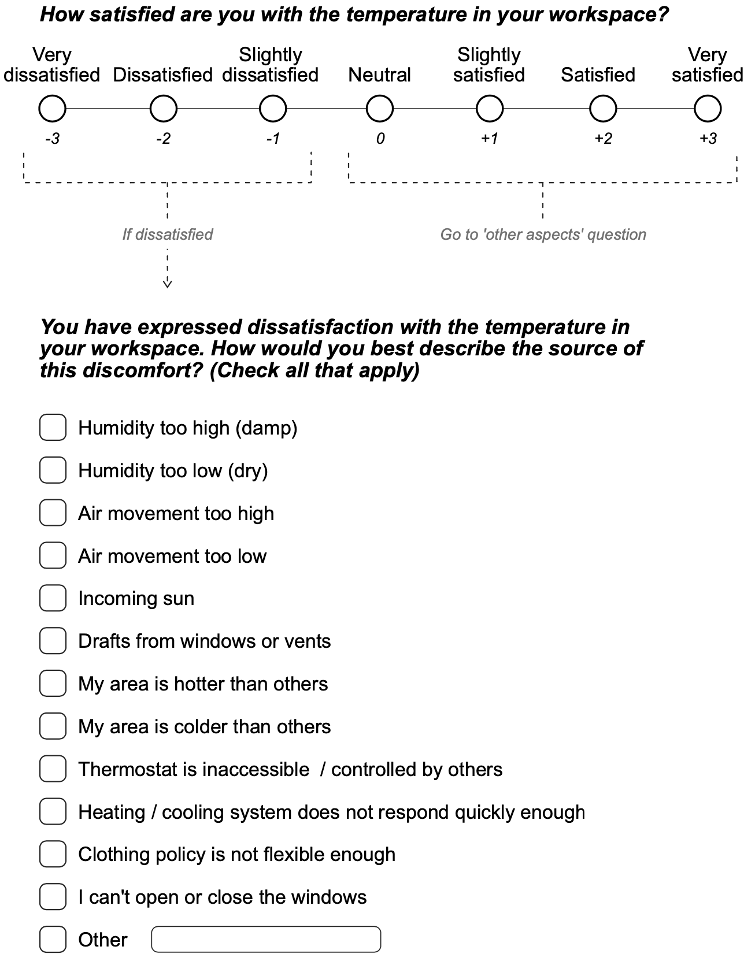 How satisfied are you with the temperature in your workspace?
Very dissatisfied
Dissatisfied
Slightly dissatisfied
Neutral
Slightly satisfied
Satisfied
Very satisfied
-3 -2 -1 0 +1 +2 +3
If dissatisfied
Go to 'other aspects' question
You have expressed dissatisfaction with the temperature in
your workspace. How would you best describe the source of
this discomfort? (Check all that apply)
Humidity too high (damp)
Humidity too low (dry)
Air movement too high
Air movement too low
Incoming sun
Drafts from windows or vents
My area is hotter than others
My area is colder than others
Thermostat is inaccessible / controlled by others
Heating / cooling system does not respond quickly enough
Clothing policy is not flexible enough
I can't open or close the windows
Other